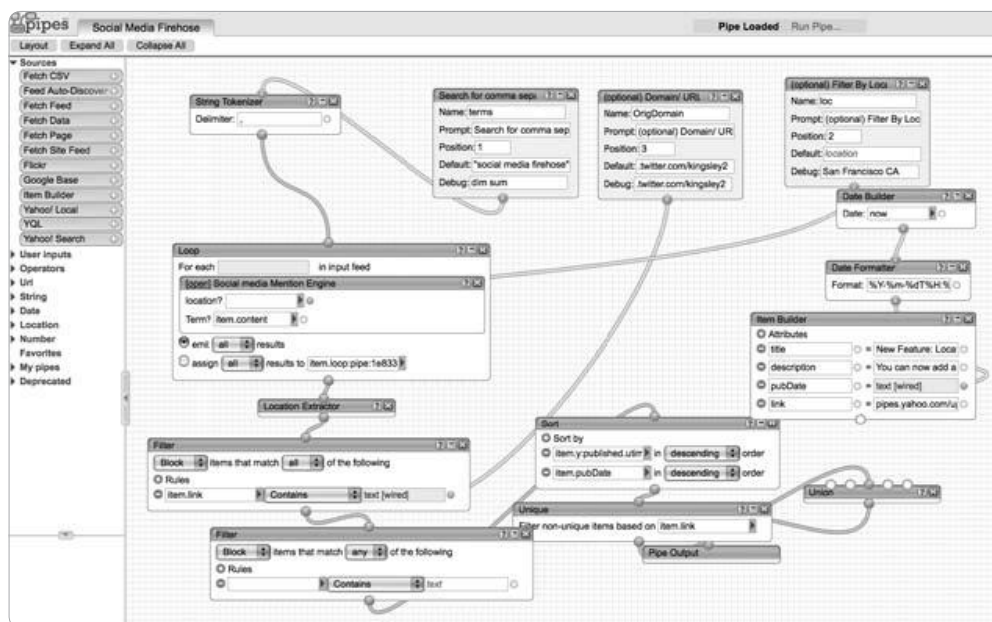 pipes Social Media Firehose Pipe Loaded Run Pipe...
Layout Expand All Collapse All
Sources
Fetch CSV
Feed Auto-Discover
Fetch Feed
Fetch Data
Fetch Page
Fetch Site Feed
Flickr
Google Base
Item Builder
Yahoo! Local
YQL
Yahoo! Search
User inputs
Operators
Url
String
Date
Location
Number
Favorites
My pipes
Deprecated
String Tokenizer
Delimiter: ,
Search for comma sepa
Name: terms
Prompt: Search for comma sep
Position: 1
Default: "social media firehose"
Debug: dim sum
(optional) Domain/ URL
Name: OrigDomain
Prompt: (optional) Domain/ UR
Position: 3
Default: .twitter.com/kingsley2
Debug: .twitter.com/kingsley2
(optional) Filter By Loca
Name: loc
Prompt: (optional) Filter By Loc
Position: 2
Default: location
Debug: San Francisco CA
Date Builder
Date: now
Date Formatter
Format: %Y-%m-%dT%H:%
Item Builder
Attributes
title = New Feature: Loca
description = You can now add a
pubDate = text [wired]
link = pipes.yahoo.com/u
Loop
For each in input feed
[open] Social media Mention Engine
location?
Term? item.content
emit all results
assign all results to item.loop:pipe:1e833
Location Extractor
Filter
Block items that match all of the following
Rules
item.link Contains text [wired]
Filter
Block items that match any of the following
Rules
Contains text
Sort
Sort by
item.y:published.utim in descending order
item.pubDate in descending order
Unique
Filter non-unique items based on item.link
Union
Pipe Output